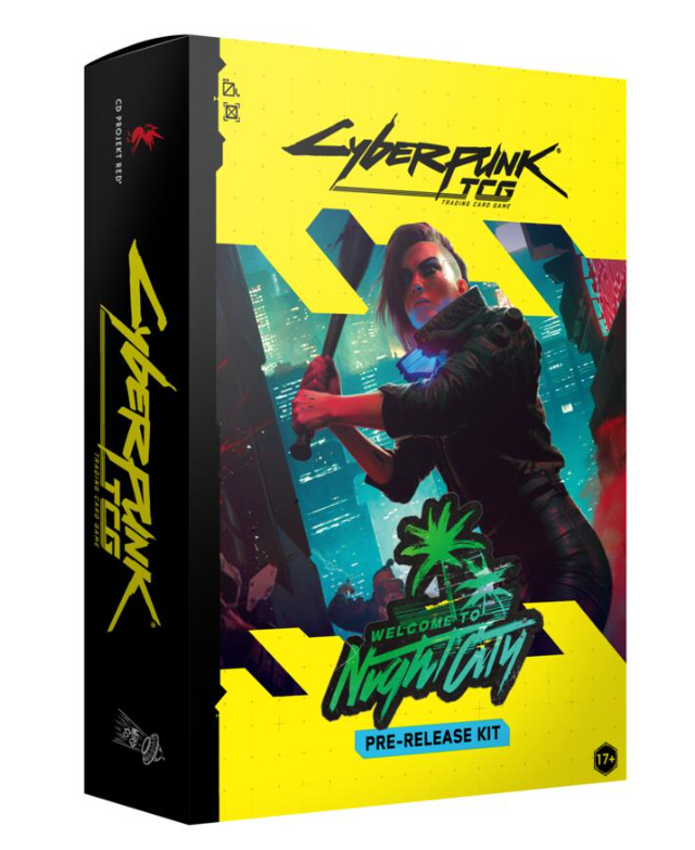 CD PROJEKT RED®
CYBERPUNK
TCG
TRADING CARD GAME
CYBERPUNK®
TCG
TRADING CARD GAME
WELCOME TO
Night City
PRE-RELEASE KIT
17+